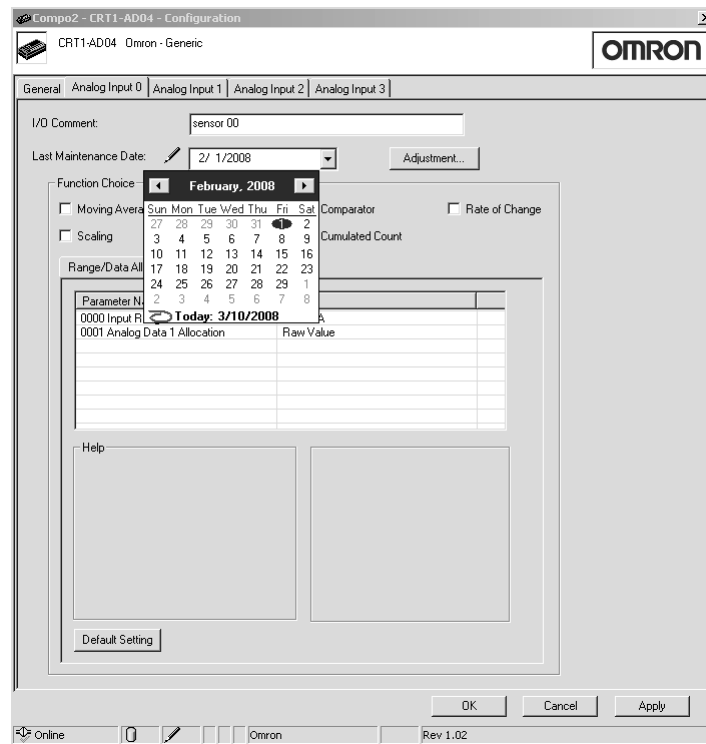 Compo2 - CRT1-AD04 - Configuration
CRT1-AD04 Omron - Generic
OMRON
General Analog Input 0 Analog Input 1 Analog Input 2 Analog Input 3
I/O Comment: sensor 00
Last Maintenance Date: 2/ 1/2008 Adjustment...
Function Choice
February, 2008
Moving Avera Comparator Rate of Change
Sun Mon Tue Wed Thu Fri Sat
27 28 29 30 31 1 2
Scaling Cumulated Count
3 4 5 6 7 8 9
10 11 12 13 14 15 16
Range/Data All
17 18 19 20 21 22 23
24 25 26 27 28 29 1
Parameter N
2 3 4 5 6 7 8
0000 Input R A
Today: 3/10/2008
0001 Analog Data 1 Allocation Raw Value
Help
Default Setting
OK Cancel Apply
Online Omron Rev 1.02